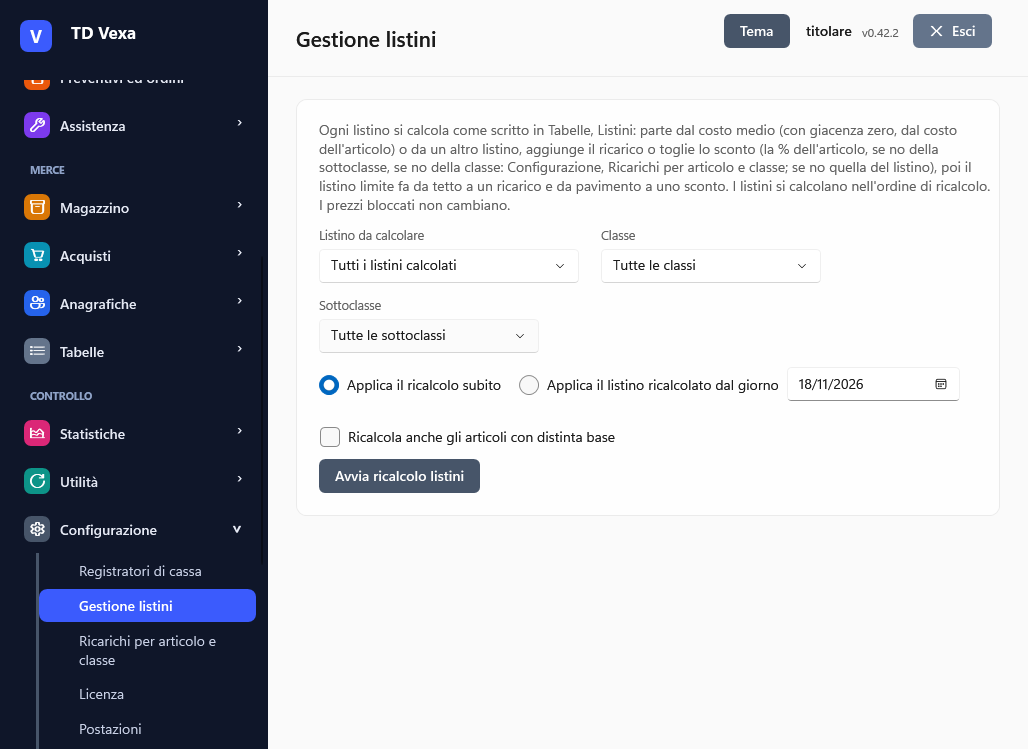 V
TD Vexa
Preventivi ed ordini
Assistenza
MERCE
Magazzino
Acquisti
Anagrafiche
Tabelle
CONTROLLO
Statistiche
Utilità
Configurazione
Registratori di cassa
Gestione listini
Ricarichi per articolo e
classe
Licenza
Postazioni
Gestione listini
Tema
titolare
v0.42.2
Esci
Ogni listino si calcola come scritto in Tabelle, Listini: parte dal costo medio (con giacenza zero, dal costo
dell'articolo) o da un altro listino, aggiunge il ricarico o toglie lo sconto (la % dell'articolo, se no della
sottoclasse, se no della classe: Configurazione, Ricarichi per articolo e classe; se no quella del listino), poi il
listino limite fa da tetto a un ricarico e da pavimento a uno sconto. I listini si calcolano nell'ordine di ricalcolo.
I prezzi bloccati non cambiano.
Listino da calcolare
Classe
Tutti i listini calcolati
Tutte le classi
Sottoclasse
Tutte le sottoclassi
Applica il ricalcolo subito
Applica il listino ricalcolato dal giorno
18/11/2026
Ricalcola anche gli articoli con distinta base
Avvia ricalcolo listini